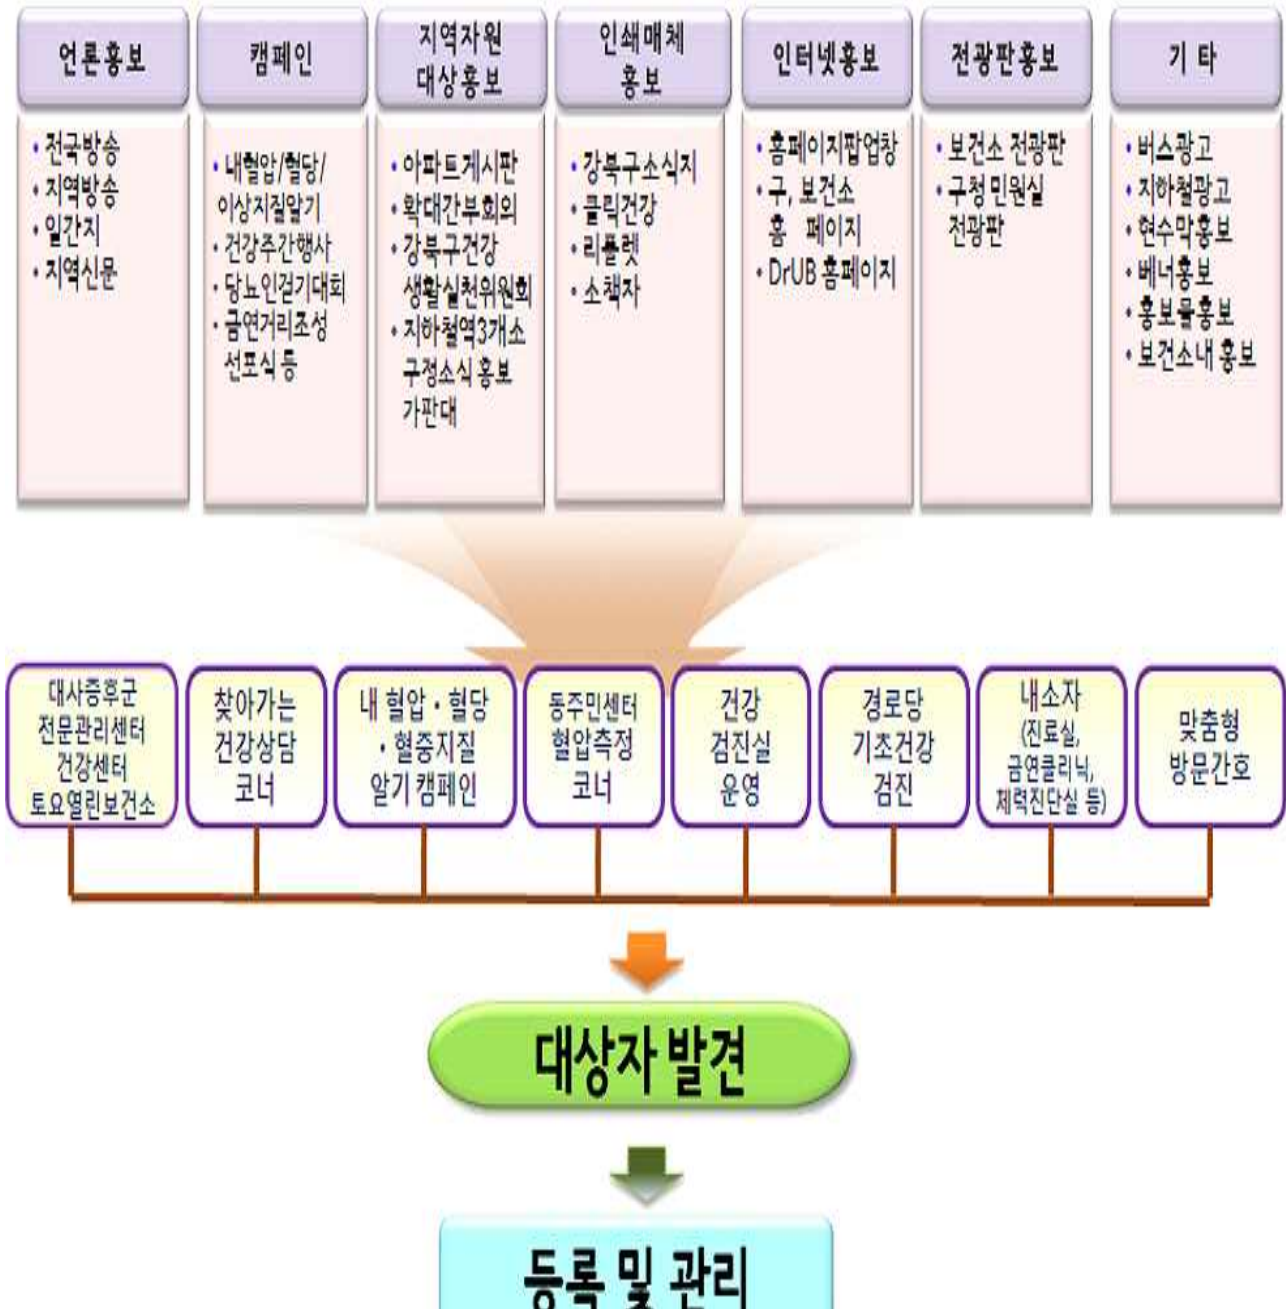 언론홍보
• 전국방송
• 지역방송
• 일간지
• 지역신문
캠페인
• 내혈압/혈당/
이상지질알기
• 건강주간행사
• 당뇨인걷기대회
• 금연거리조성
선포식 등
지역자원
대상홍보
• 아파트게시판
• 확대간부회의
• 강북구건강
생활실천위원회
• 지하철역3개소
구정소식 홍보
가판대
인쇄매체
홍보
• 강북구소식지
• 클릭건강
• 리플렛
• 소책자
인터넷홍보
• 홈페이지팝업창
• 구, 보건소
홈 페이지
• DrUB 홈페이지
전광판홍보
• 보건소 전광판
• 구청 민원실
전광판
기 타
• 버스광고
• 지하철광고
• 현수막홍보
• 베너홍보
• 홍보물홍보
• 보건소내 홍보
대사증후군
전문관리센터
건강센터
토요열린보건소
찾아가는
건강상담
코너
내 혈압 · 혈당
· 혈중지질
알기 캠페인
동주민센터
혈압측정
코너
건강
검진실
운영
경로당
기초건강
검진
내소자
(진료실,
금연클리닉,
체력진단실 등)
맞춤형
방문간호
대상자 발견
등록 및 관리